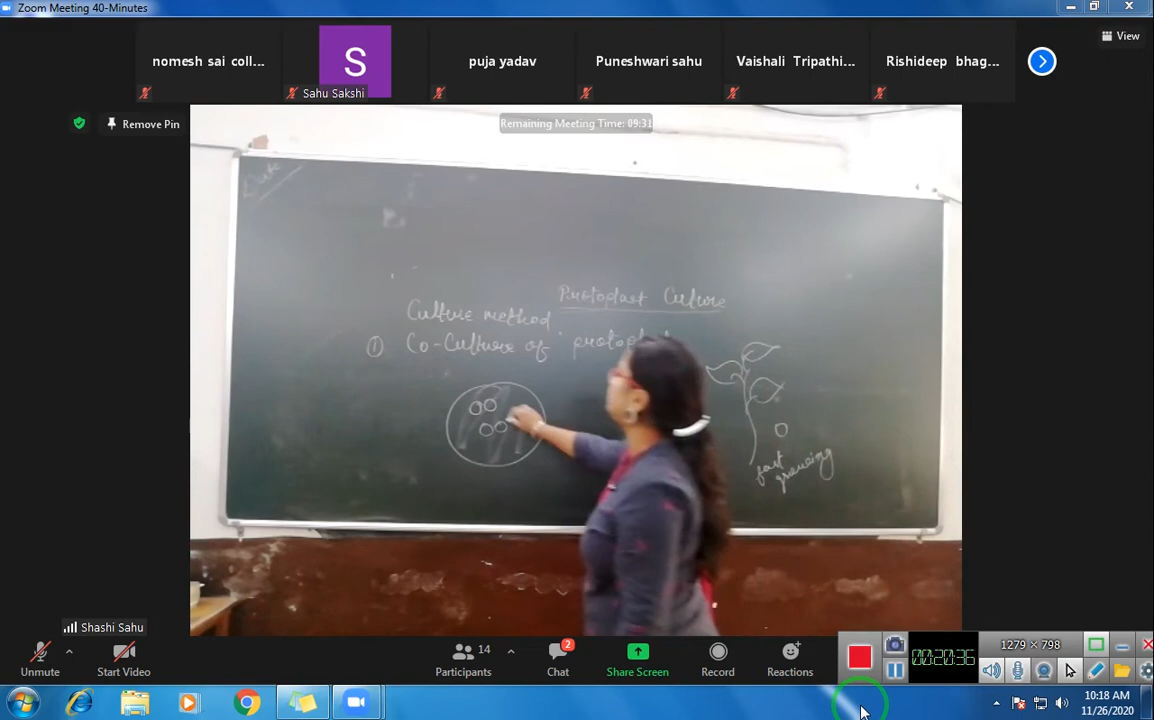 Zoom Meeting 40-Minutes
View
nomesh sai coll...
S
Sahu Sakshi
puja yadav
Puneshwari sahu
Vaishali Tripathi...
Rishideep bhag...
Remove Pin
Remaining Meeting Time: 09:31
Date
Protoplast Culture
Culture method
① Co-Culture of protopl
fast
growing
Shashi Sahu
Unmute
Start Video
14
Participants
2
Chat
Share Screen
Record
Reactions
00:20:36
1279 × 798
10:18 AM
11/26/2020